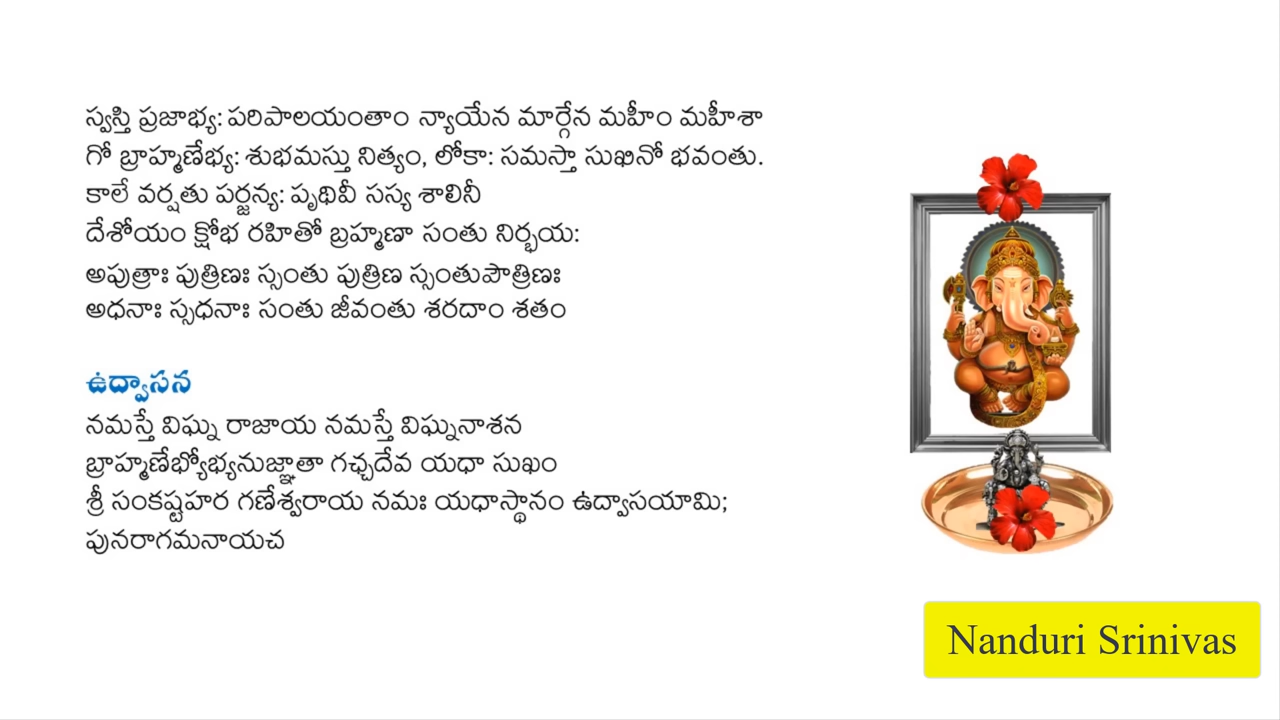 స్వస్తి ప్రజాభ్య: పరిపాలయంతాం న్యాయేన మార్గేన మహీం మహీశా
గో బ్రాహ్మణేభ్య: శుభమస్తు నిత్యం, లోకా: సమస్తా సుఖినో భవంతు.
కాలే వర్షతు పర్జన్య: పృథివీ సస్య శాలినీ
దేశోయం క్షోభ రహితో బ్రహ్మణా సంతు నిర్భయ:
అపుత్రాః పుత్రిణః స్సంతు పుత్రిణ స్సంతుపౌత్రిణః
అధనాః స్సధనాః సంతు జీవంతు శరదాం శతం
ఉద్వాసన
నమస్తే విఘ్న రాజాయ నమస్తే విఘ్ననాశన
బ్రాహ్మణేభ్యోభ్యనుజ్ఞాతా గచ్ఛదేవ యధా సుఖం
శ్రీ సంకష్టహర గణేశ్వరాయ నమః యధాస్థానం ఉద్వాసయామి;
పునరాగమనాయచ
Nanduri Srinivas